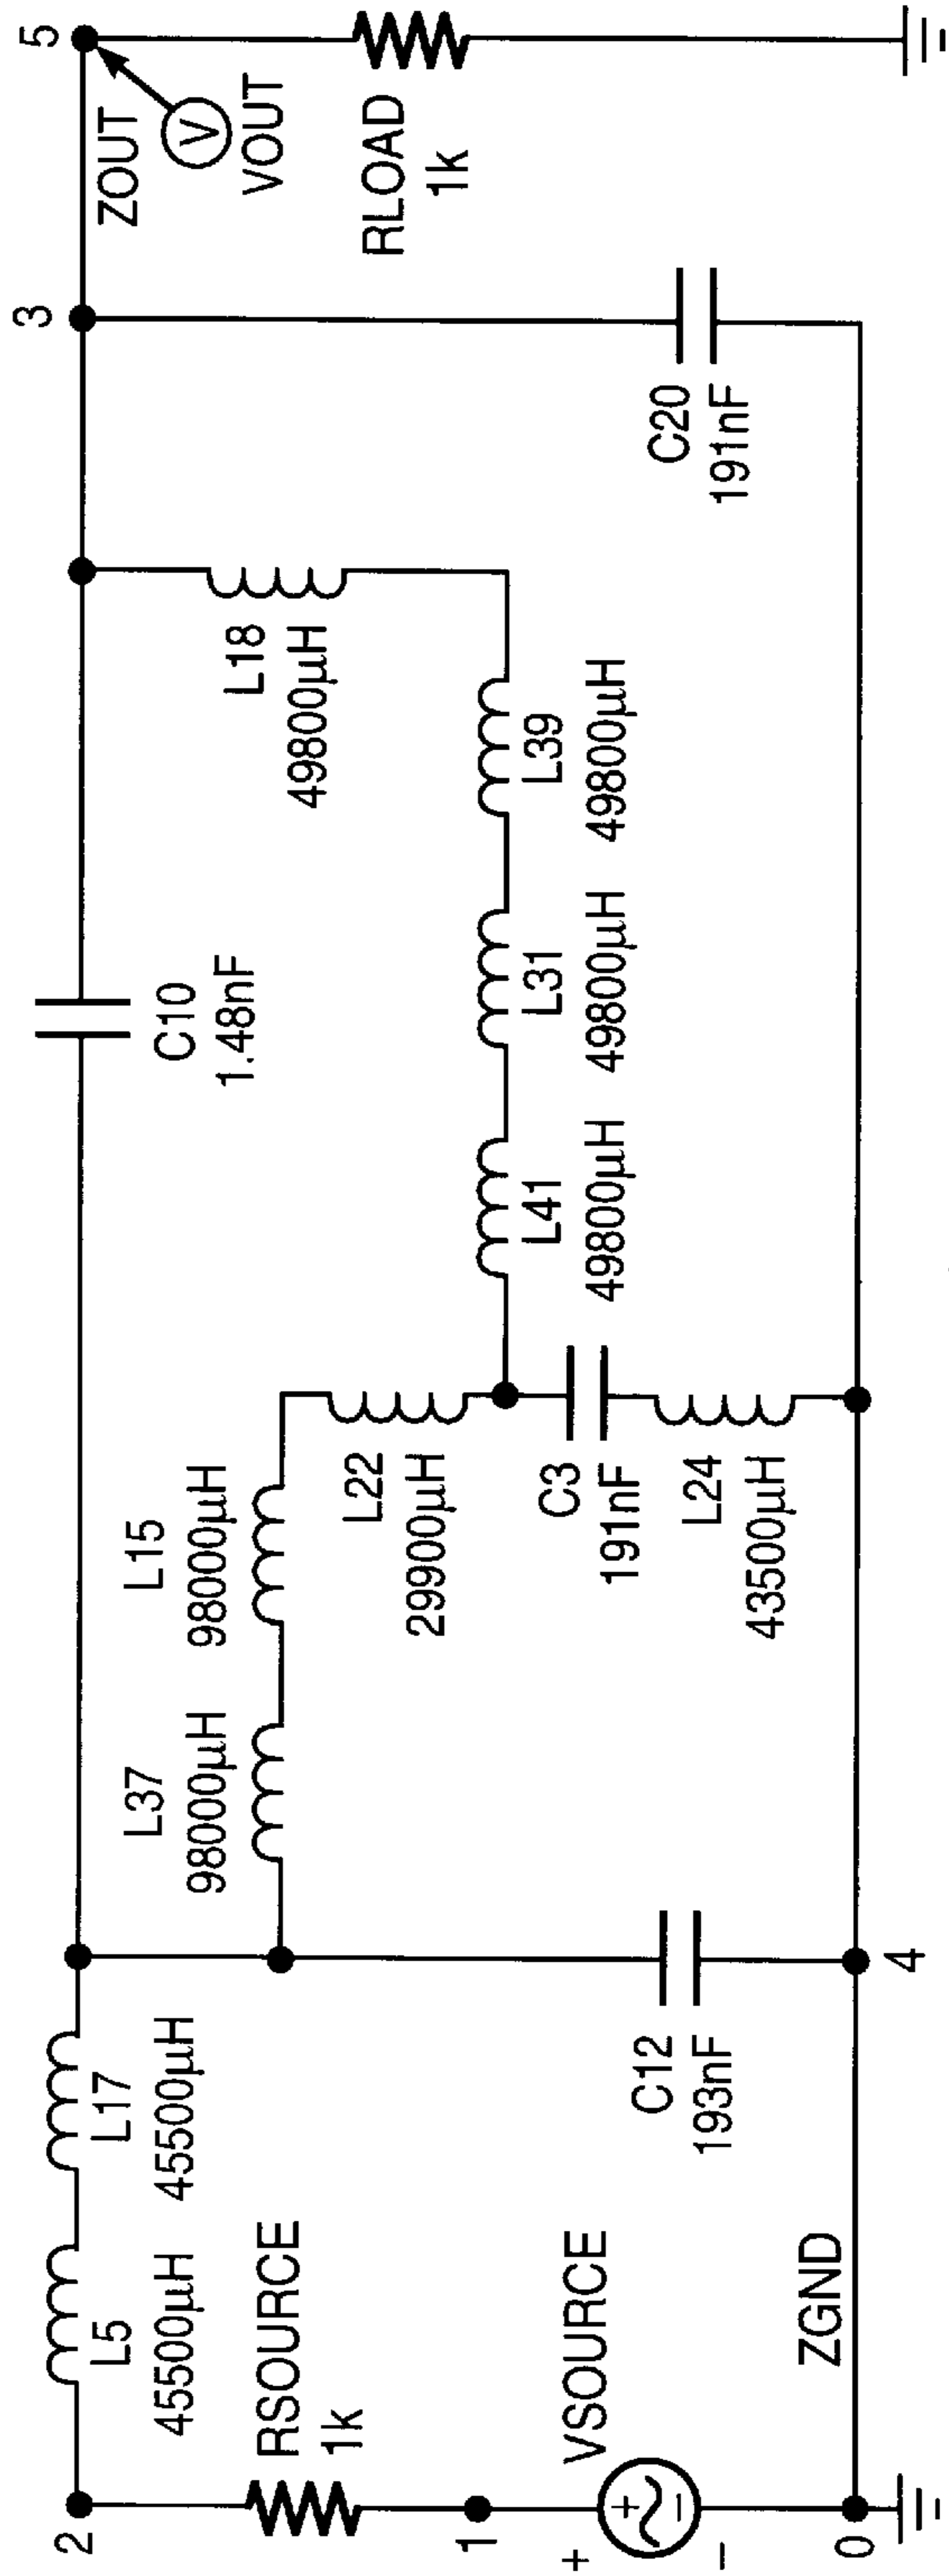 2
L5
45500µH
L17
45500µH
C10
1.48nF
3
5
ZOUT
V
VOUT
RSOURCE
1k
L37
98000µH
L15
98000µH
L22
29900µH
L18
49800µH
RLOAD
1k
1
+
VSOURCE
+
−
−
L41
49800µH
L31
49800µH
L39
49800µH
C12
193nF
C3
191nF
L24
43500µH
C20
191nF
0
ZGND
4